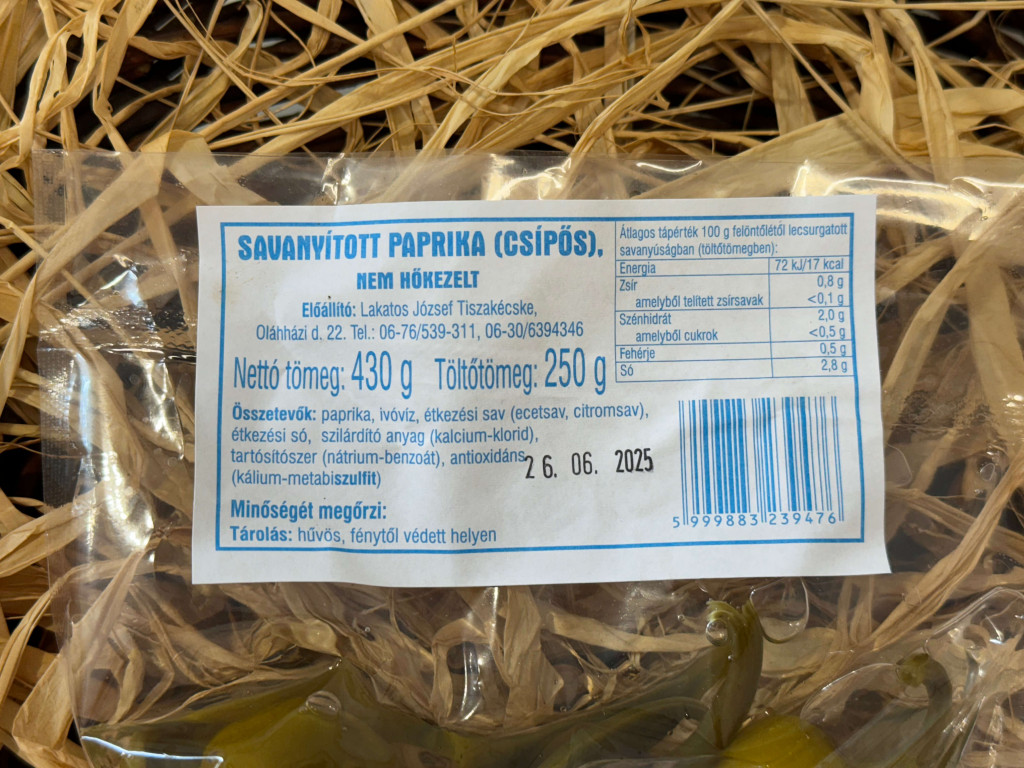 SAVANYÍTOTT PAPRIKA (CSÍPŐS),
NEM HŐKEZELT
Előállító: Lakatos József Tiszakécske,
Oláhházi d. 22. Tel.: 06-76/539-311, 06-30/6394346
Nettó tömeg: 430 g Töltőtömeg: 250 g
Átlagos tápérték 100 g felöntőlétől lecsurgatott
savanyúságban (töltőtömegben):
Energia 72 kJ/17 kcal
Zsír 0,8 g
amelyből telített zsírsavak <0,1 g
Szénhidrát 2,0 g
amelyből cukrok <0,5 g
Fehérje 0,5 g
Só 2,8 g
Összetevők: paprika, ivóvíz, étkezési sav (ecetsav, citromsav),
étkezési só, szilárdító anyag (kalcium-klorid),
tartósítószer (nátrium-benzoát), antioxidáns
(kálium-metabiszulfit)
26. 06. 2025
Minőségét megőrzi:
Tárolás: hűvös, fénytől védett helyen
5 999883 239476